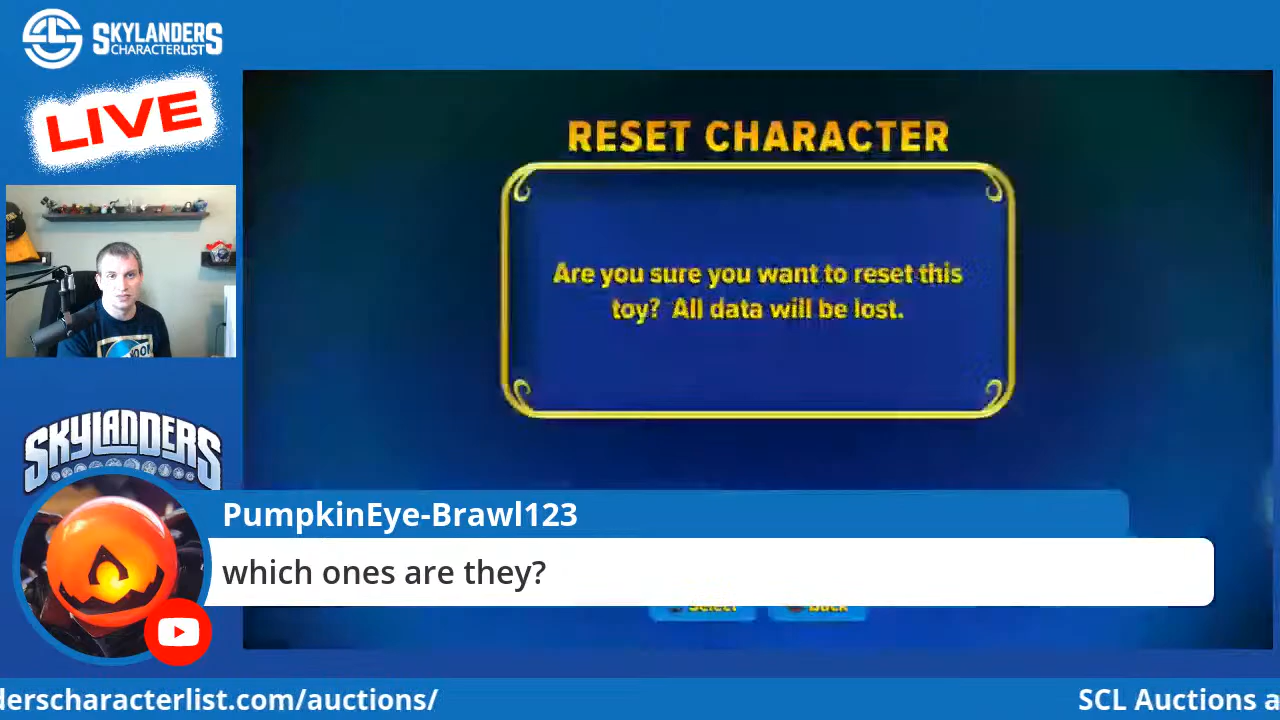 SKYLANDERS
CHARACTERLIST
LIVE
RESET CHARACTER
Are you sure you want to reset this
toy? All data will be lost.
SKYLANDERS
PumpkinEye-Brawl123
which ones are they?
Select Back
derscharacterlist.com/auctions/
SCL Auctions a